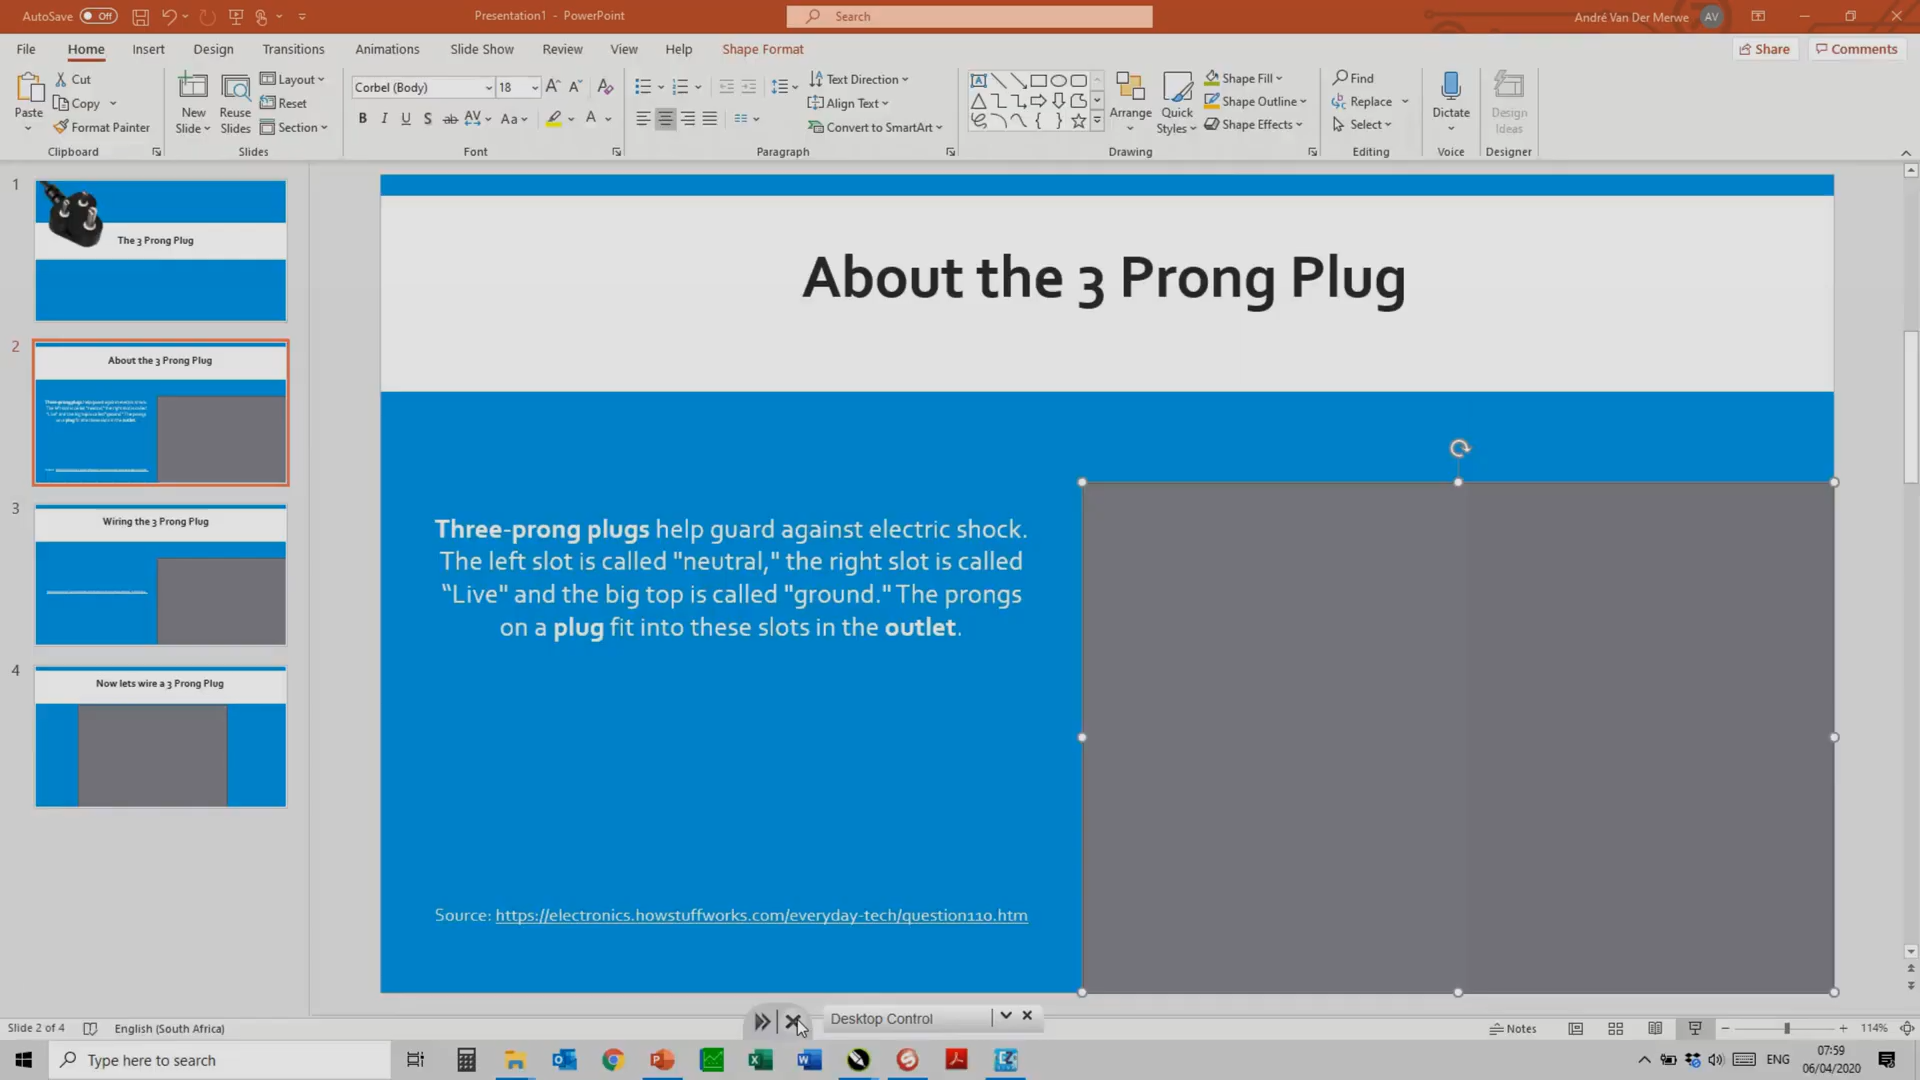 AutoSave Off
Presentation1 - PowerPoint
Search
André Van Der Merwe AV
File Home Insert Design Transitions Animations Slide Show Review View Help Shape Format
Share Comments
Paste
Cut
Copy
Format Painter
Clipboard
New Slide
Reuse Slides
Layout
Reset
Section
Slides
Corbel (Body) 18
B I U S ab AV Aa A
Font
Text Direction
Align Text
Convert to SmartArt
Paragraph
Arrange
Quick Styles
Shape Fill
Shape Outline
Shape Effects
Drawing
Find
Replace
Select
Editing
Dictate
Voice
Design Ideas
Designer
1
The 3 Prong Plug
2
About the 3 Prong Plug
3
Wiring the 3 Prong Plug
4
Now lets wire a 3 Prong Plug
About the 3 Prong Plug
Three-prong plugs help guard against electric shock.
The left slot is called "neutral," the right slot is called
“Live" and the big top is called "ground." The prongs
on a plug fit into these slots in the outlet.
Source: https://electronics.howstuffworks.com/everyday-tech/question110.htm
Desktop Control
Slide 2 of 4
English (South Africa)
Notes
114%
Type here to search
ENG
07:59
06/04/2020